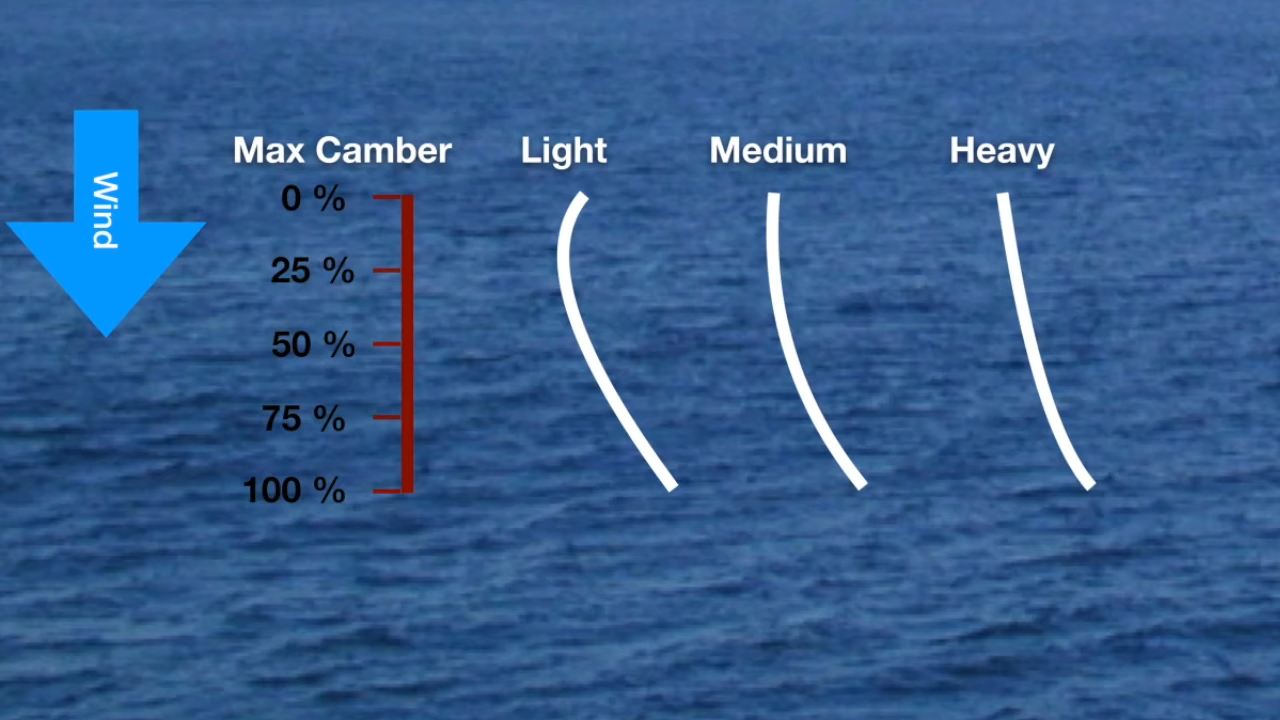 Wind
Max Camber
Light
Medium
Heavy
0 %
25 %
50 %
75 %
100 %